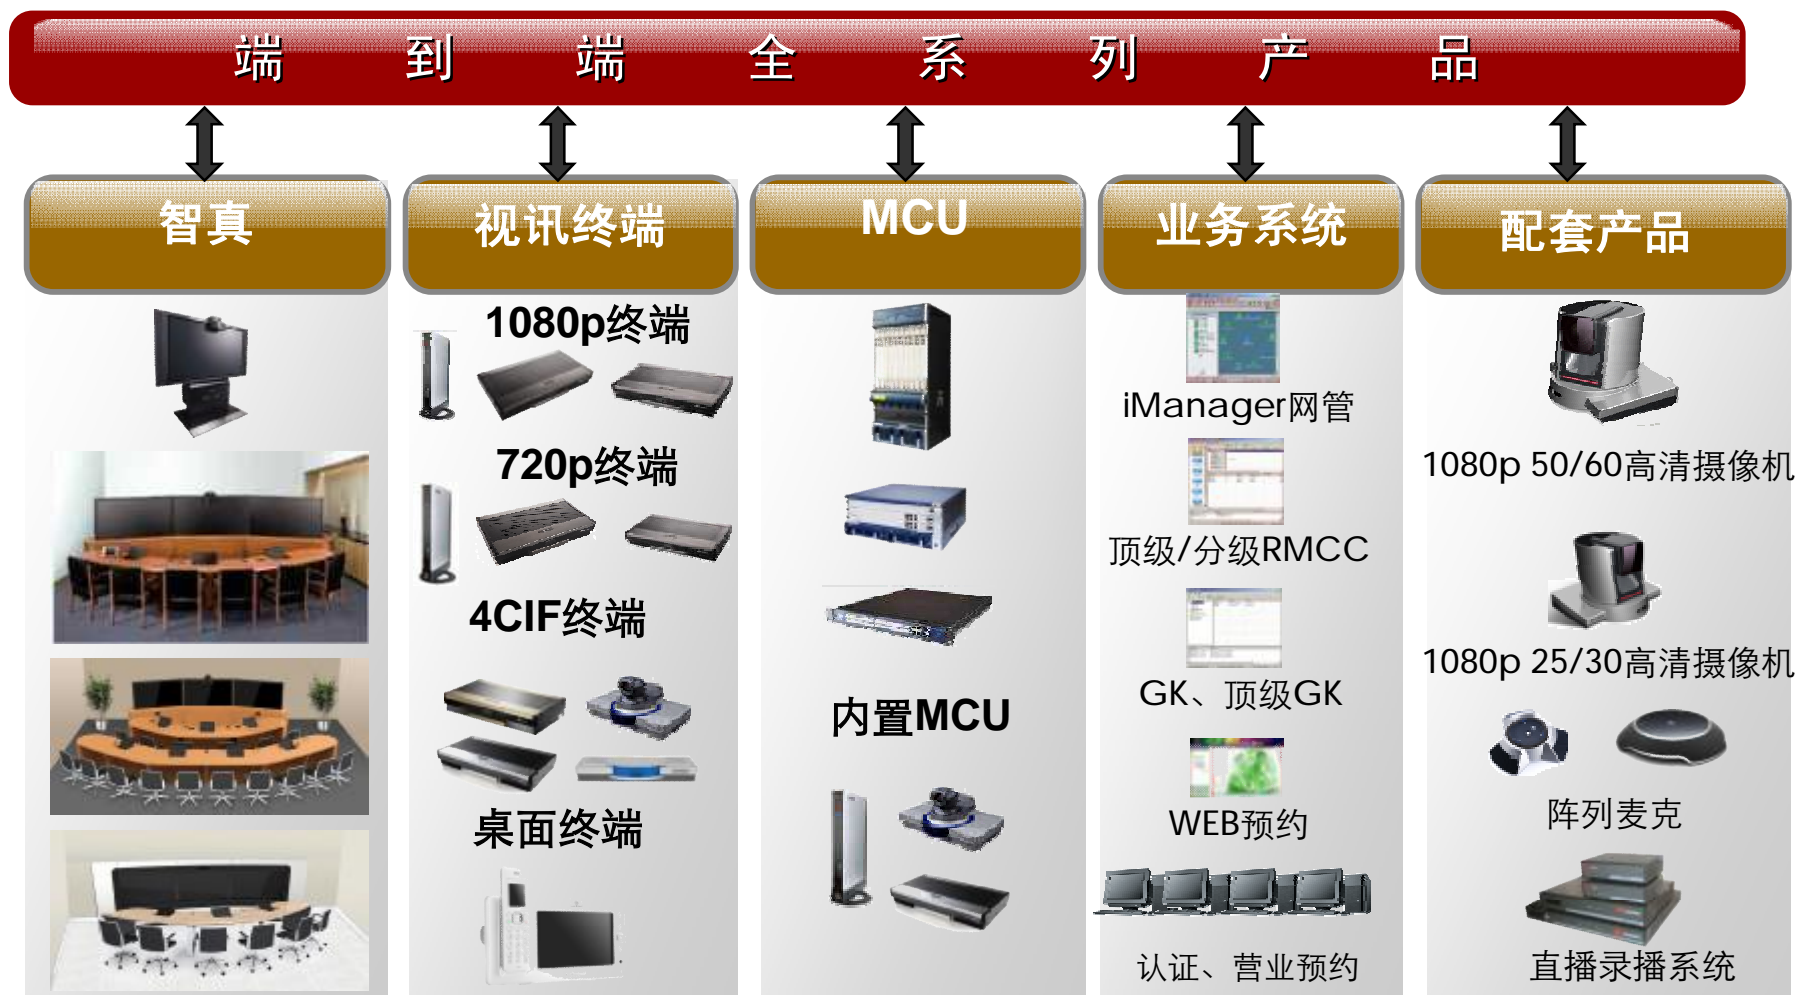 端到端全系列产品
智真
视讯终端
1080p终端
720p终端
4CIF终端
桌面终端
MCU
内置MCU
业务系统
iManager网管
顶级/分级RMCC
GK、顶级GK
WEB预约
认证、营业预约
配套产品
1080p 50/60高清摄像机
1080p 25/30高清摄像机
阵列麦克
直播录播系统